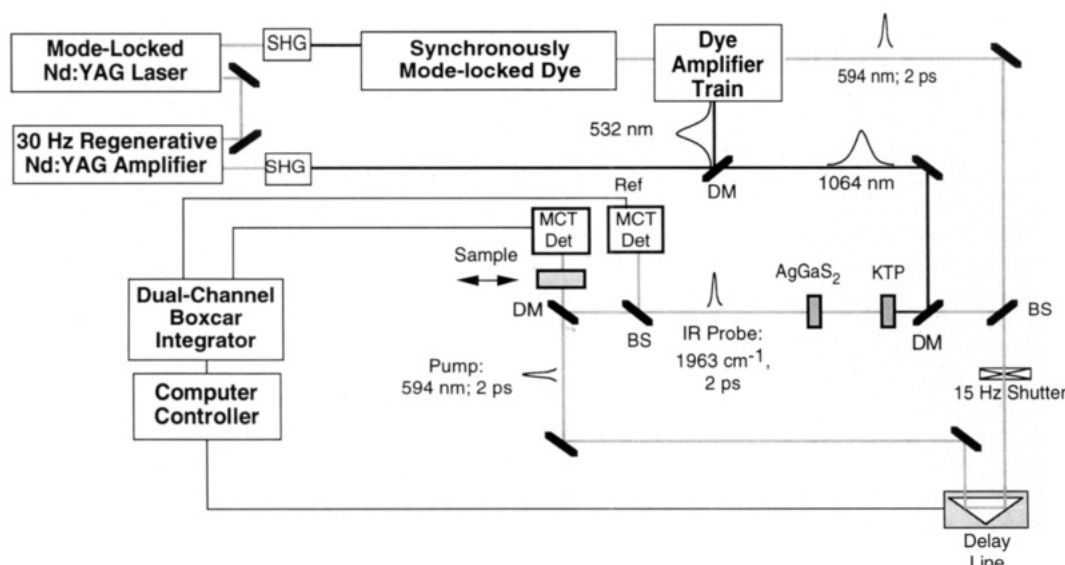 Mode-Locked
Nd:YAG Laser
SHG
Synchronously
Mode-locked Dye
Dye
Amplifier
Train
594 nm; 2 ps
30 Hz Regenerative
Nd:YAG Amplifier
SHG
532 nm
DM
1064 nm
Ref
MCT
Det
MCT
Det
Sample
AgGaS₂
KTP
Dual-Channel
Boxcar
Integrator
DM
BS
IR Probe:
1963 cm⁻¹,
2 ps
DM
BS
Pump:
594 nm; 2 ps
15 Hz Shutter
Computer
Controller
Delay
Line